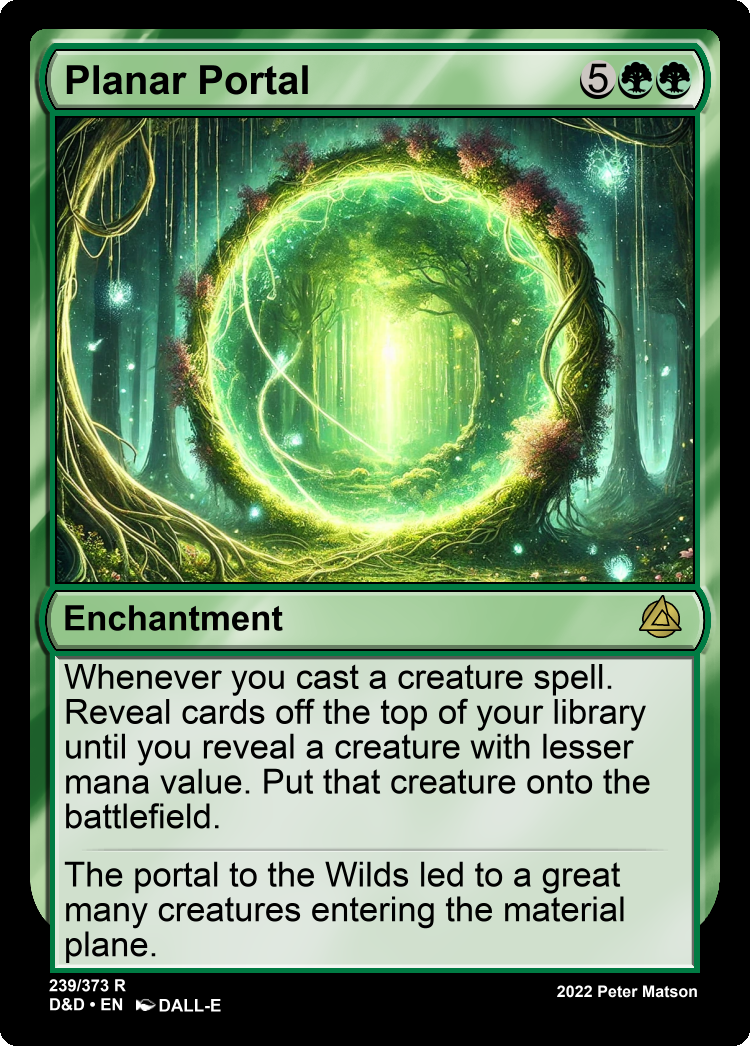 Planar Portal 5
Enchantment
Whenever you cast a creature spell.
Reveal cards off the top of your library
until you reveal a creature with lesser
mana value. Put that creature onto the
battlefield.
The portal to the Wilds led to a great
many creatures entering the material
plane.
239/373 R
D&D • EN DALL-E
2022 Peter Matson